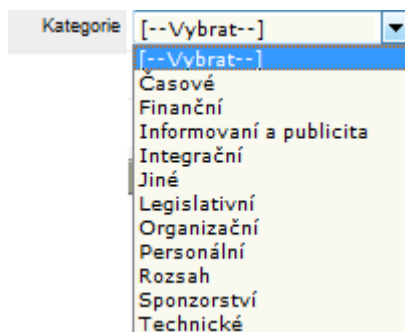 Kategorie [--Vybrat--]
[--Vybrat--]
Časové
Finanční
Informovaní a publicita
Integrační
Jiné
Legislativní
Organizační
Personální
Rozsah
Sponzorství
Technické